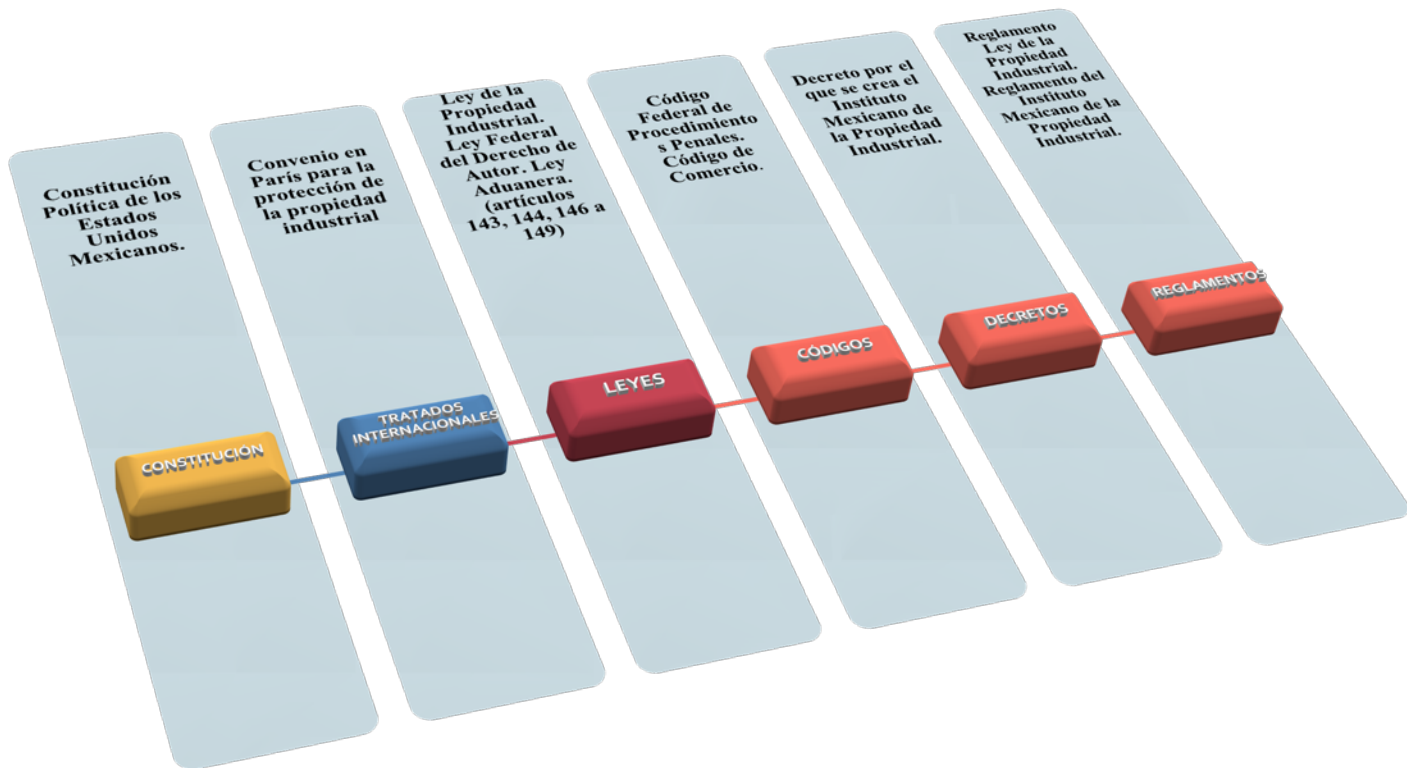 Constitución
Política de los
Estados
Unidos
Mexicanos.
CONSTITUCIÓN
Convenio en
París para la
protección de
la propiedad
industrial
TRATADOS
INTERNACIONALES
Ley de la
Propiedad
Industrial.
Ley Federal
del Derecho de
Autor. Ley
Aduanera.
(artículos
143, 144, 146 a
149)
LEYES
Código
Federal de
Procedimiento
s Penales.
Código de
Comercio.
CÓDIGOS
Decreto por el
que se crea el
Instituto
Mexicano de
la Propiedad
Industrial.
DECRETOS
Reglamento
Ley de la
Propiedad
Industrial.
Reglamento del
Instituto
Mexicano de la
Propiedad
Industrial.
REGLAMENTOS